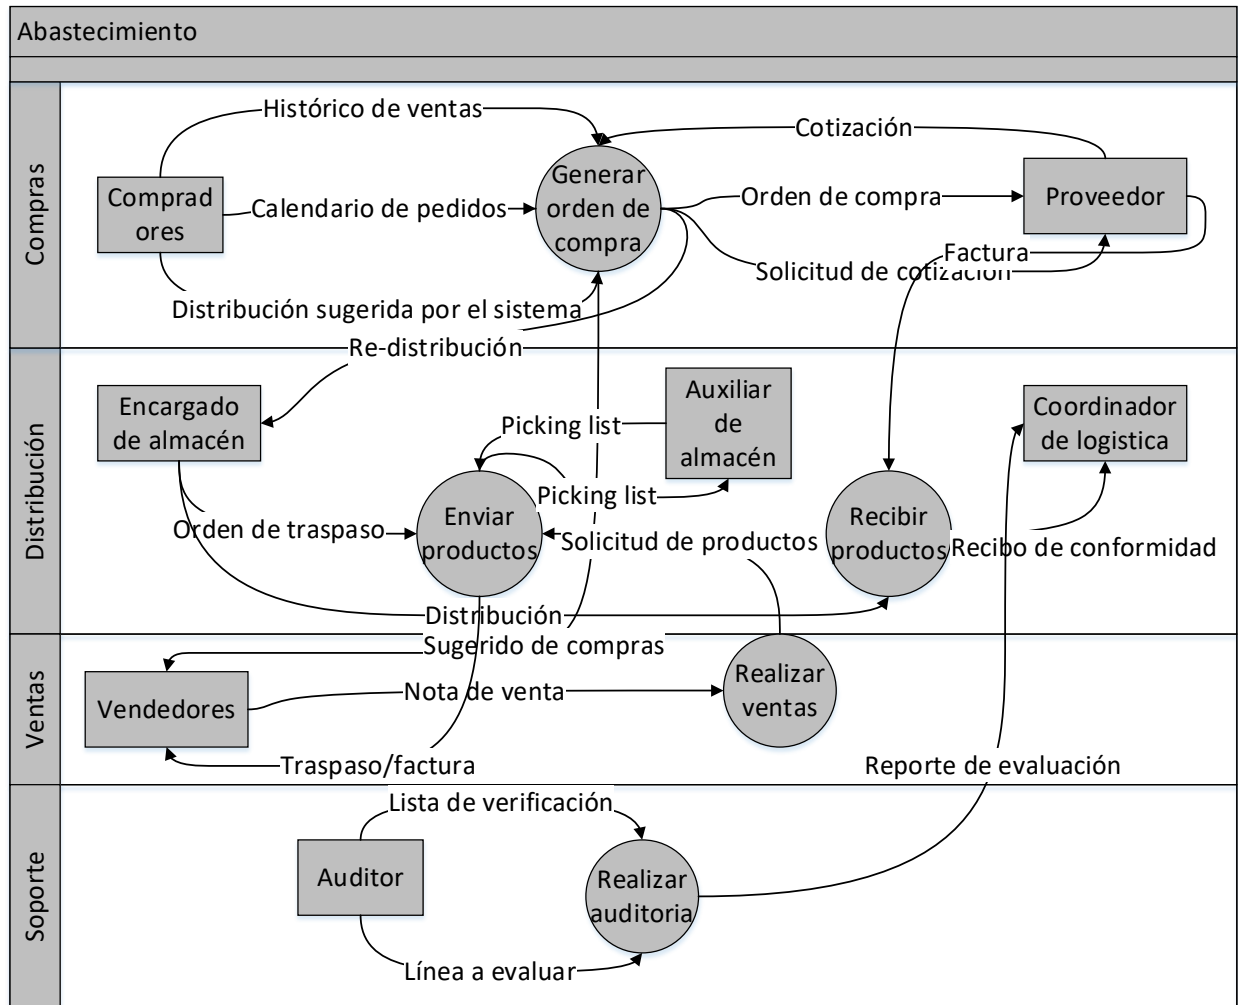 Abastecimiento
Compras
Histórico de ventas
Cotización
Comprad
ores
Calendario de pedidos
Generar
orden de
compra
Orden de compra
Proveedor
Factura
Solicitud de cotización
Distribución sugerida por el sistema
Re-distribución
Distribución
Encargado
de almacén
Picking list
Auxiliar
de
almacén
Coordinador
de logistica
Picking list
Orden de traspaso
Enviar
productos
Solicitud de productos
Recibir
productos
Recibo de conformidad
Distribución
Ventas
Sugerido de compras
Vendedores
Nota de venta
Realizar
ventas
Traspaso/factura
Reporte de evaluación
Soporte
Lista de verificación
Auditor
Realizar
auditoria
Línea a evaluar